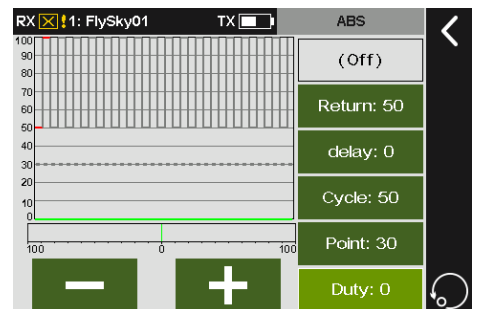 RX !1: FlySky01 TX ABS
100
90
80
70
60
50
40
30
20
10
0
100 0 100
(Off)
Return: 50
delay: 0
Cycle: 50
Point: 30
Duty: 0